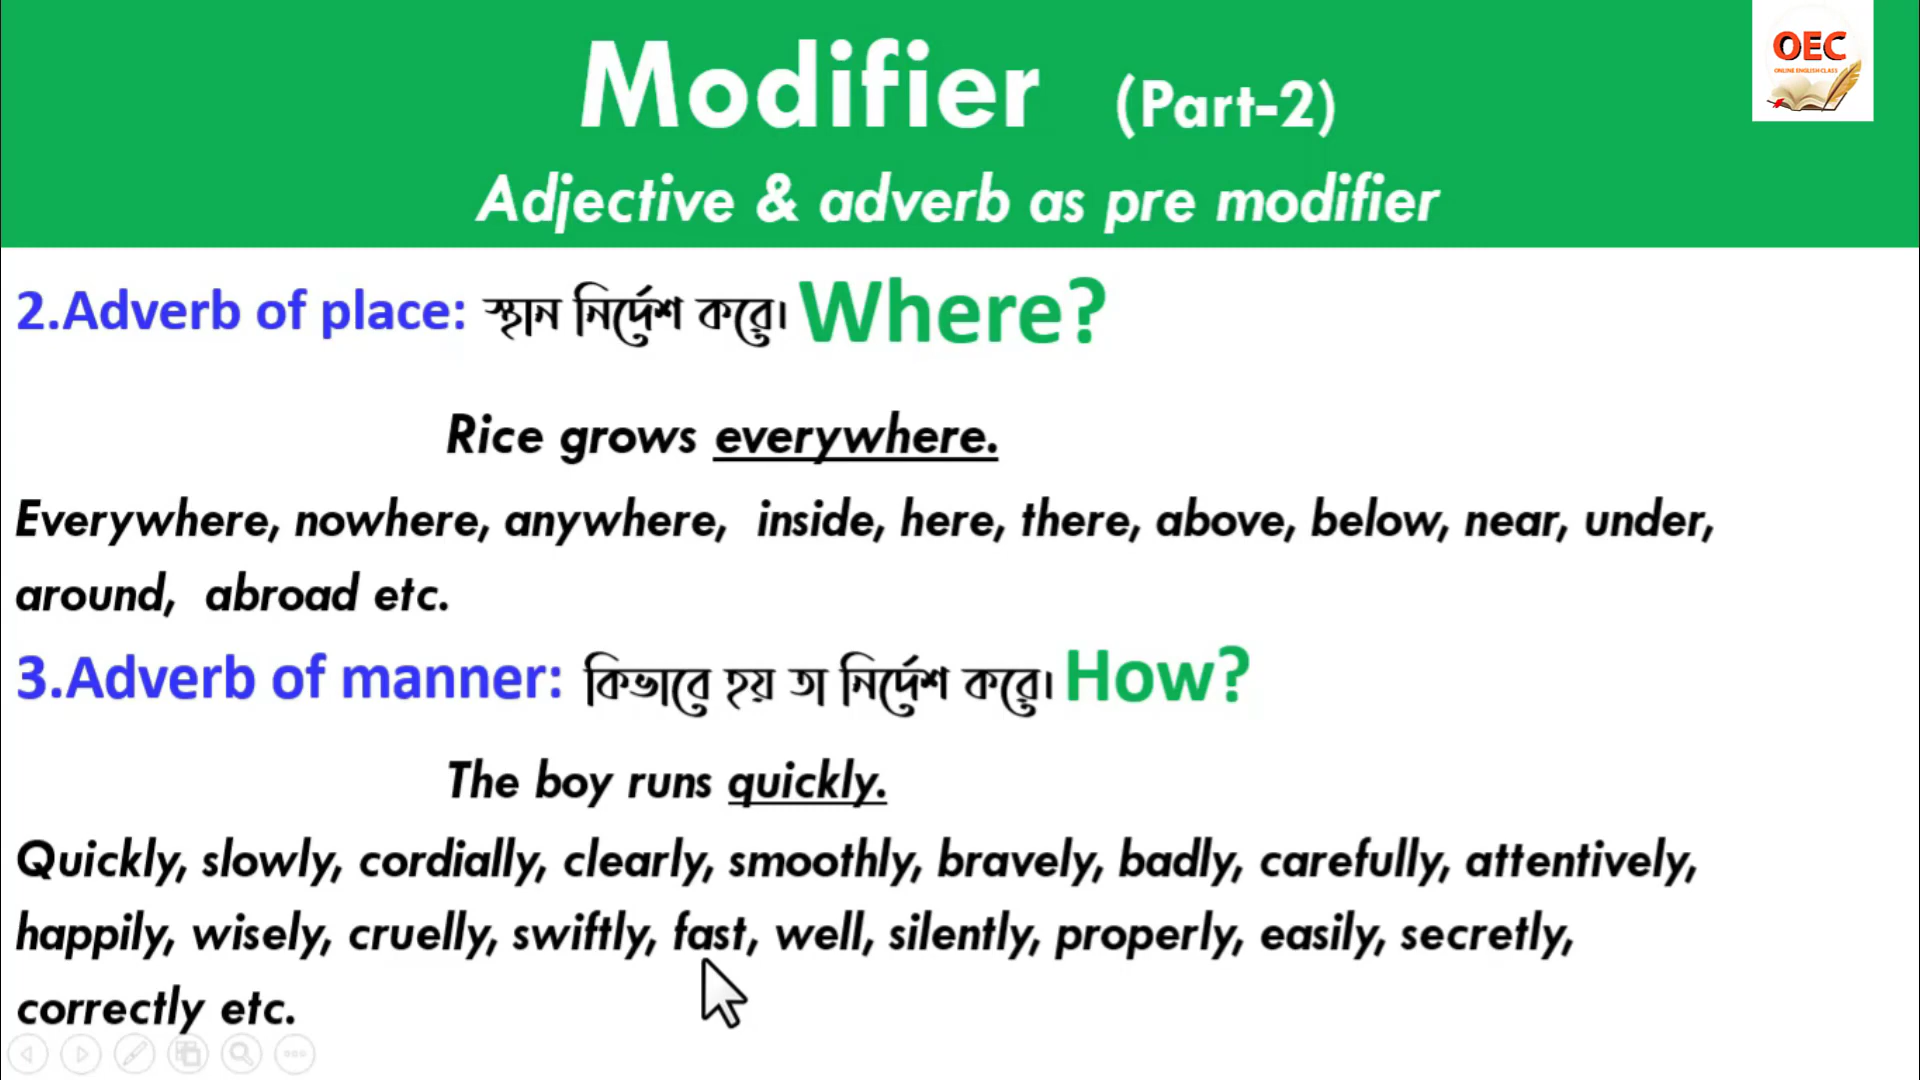 Modifier (Part-2)
OEC
ONLINE ENGLISH CLASS
Adjective & adverb as pre modifier
2.Adverb of place: স্থান নির্দেশ করে। Where?
Rice grows everywhere.
Everywhere, nowhere, anywhere, inside, here, there, above, below, near, under,
around, abroad etc.
3.Adverb of manner: কিভাবে হয় তা নির্দেশ করে। How?
The boy runs quickly.
Quickly, slowly, cordially, clearly, smoothly, bravely, badly, carefully, attentively,
happily, wisely, cruelly, swiftly, fast, well, silently, properly, easily, secretly,
correctly etc.